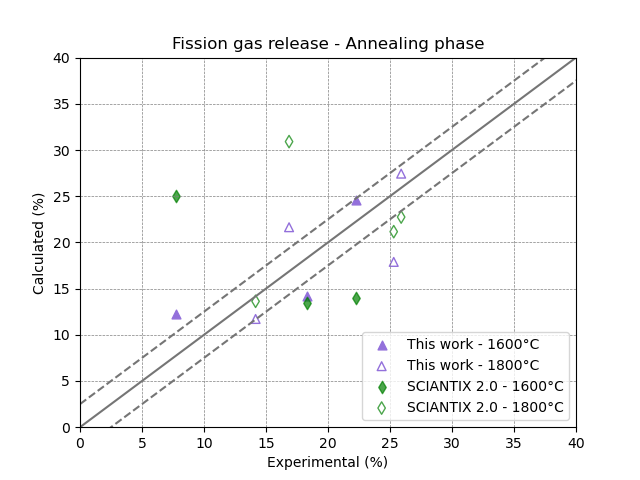 Fission gas release - Annealing phase
40
35
30
25
20
15
10
5
0
Calculated (%)
This work - 1600°C
This work - 1800°C
SCIANTIX 2.0 - 1600°C
SCIANTIX 2.0 - 1800°C
0 5 10 15 20 25 30 35 40
Experimental (%)